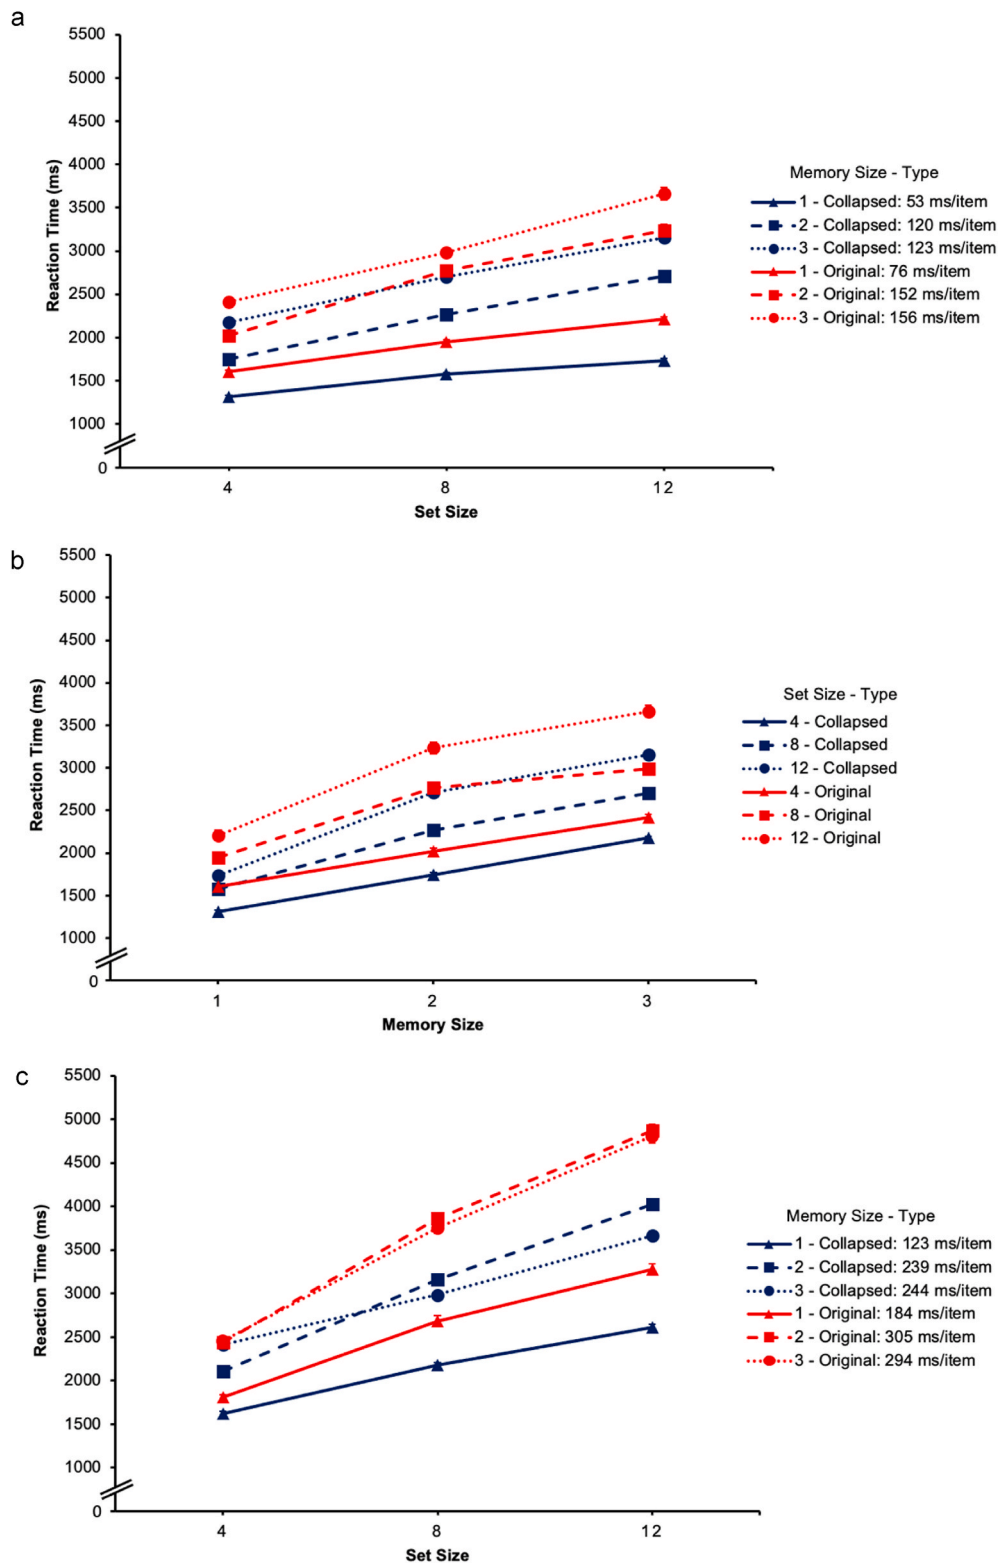 a
5500
5000
4500
4000
3500
3000
2500
2000
1500
1000
0
Reaction Time (ms)
4
8
12
Set Size
Memory Size - Type
1 - Collapsed: 53 ms/item
2 - Collapsed: 120 ms/item
3 - Collapsed: 123 ms/item
1 - Original: 76 ms/item
2 - Original: 152 ms/item
3 - Original: 156 ms/item
b
5500
5000
4500
4000
3500
3000
2500
2000
1500
1000
0
Reaction Time (ms)
1
2
3
Memory Size
Set Size - Type
4 - Collapsed
8 - Collapsed
12 - Collapsed
4 - Original
8 - Original
12 - Original
c
5500
5000
4500
4000
3500
3000
2500
2000
1500
1000
0
Reaction Time (ms)
4
8
12
Set Size
Memory Size - Type
1 - Collapsed: 123 ms/item
2 - Collapsed: 239 ms/item
3 - Collapsed: 244 ms/item
1 - Original: 184 ms/item
2 - Original: 305 ms/item
3 - Original: 294 ms/item